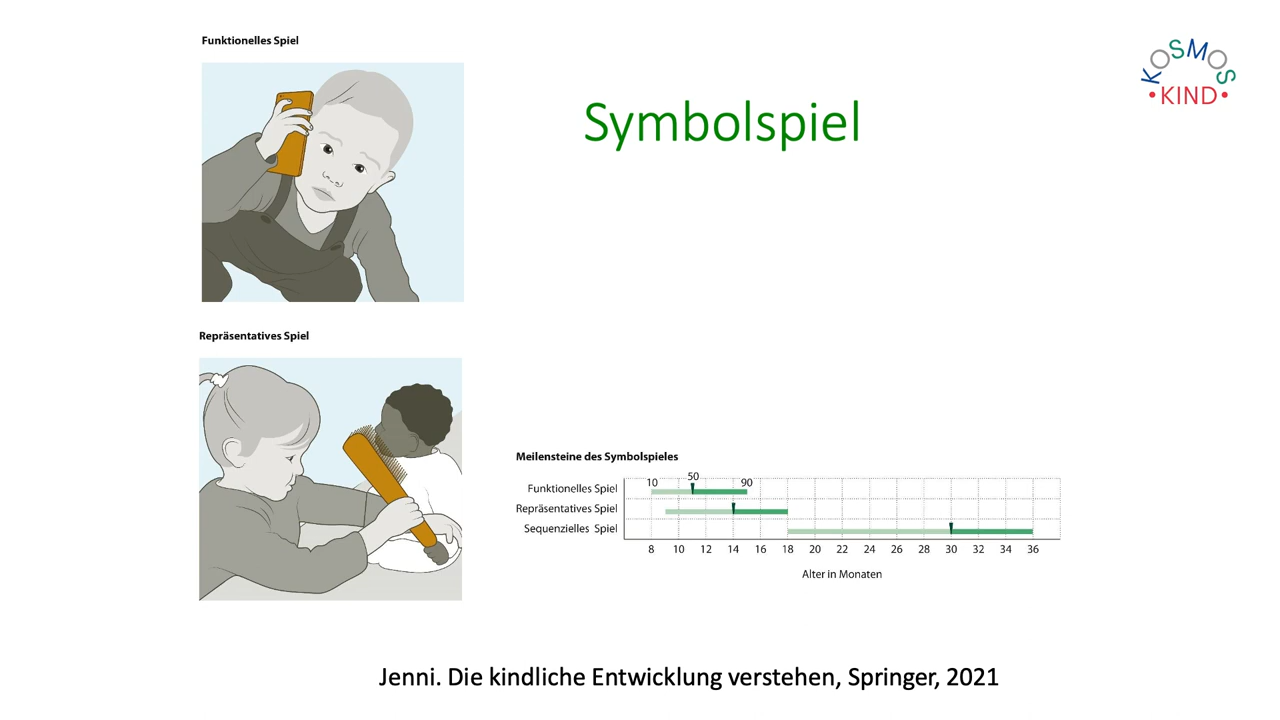 Funktionelles Spiel
KOSMOS
•KIND•
Symbolspiel
Repräsentatives Spiel
Meilensteine des Symbolspieles
10 50 90
Funktionelles Spiel
Repräsentatives Spiel
Sequenzielles Spiel
8 10 12 14 16 18 20 22 24 26 28 30 32 34 36
Alter in Monaten
Jenni. Die kindliche Entwicklung verstehen, Springer, 2021